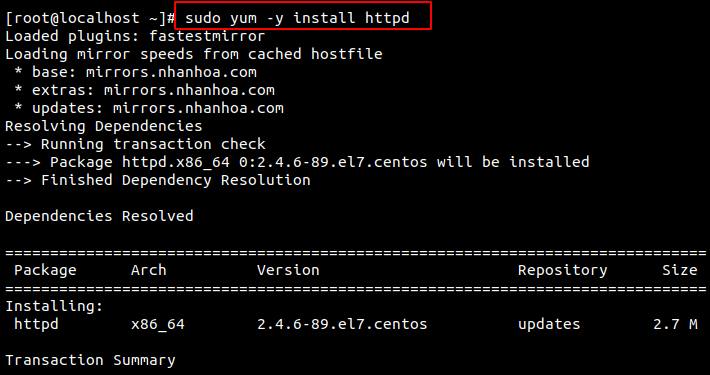 [root@localhost ~]# sudo yum -y install httpd
Loaded plugins: fastestmirror
Loading mirror speeds from cached hostfile
 * base: mirrors.nhanhoa.com
 * extras: mirrors.nhanhoa.com
 * updates: mirrors.nhanhoa.com
Resolving Dependencies
--> Running transaction check
---> Package httpd.x86_64 0:2.4.6-89.el7.centos will be installed
--> Finished Dependency Resolution

Dependencies Resolved

==============================================================================
 Package      Arch          Version                      Repository      Size
==============================================================================
Installing:
 httpd        x86_64        2.4.6-89.el7.centos          updates        2.7 M

Transaction Summary